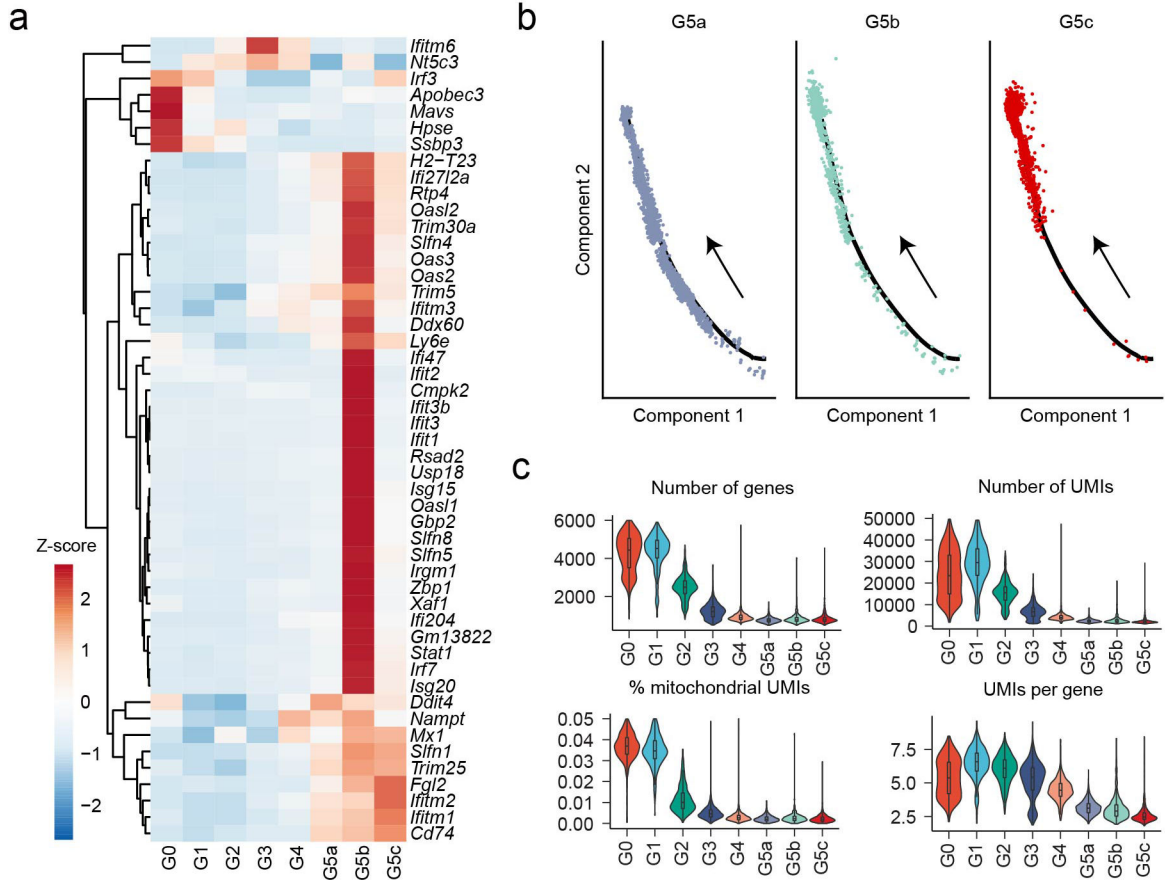 a
Ifitm6
Nt5c3
Irf3
Apobec3
Mavs
Hpse
Ssbp3
H2−T23
Ifi27l2a
Rtp4
Oasl2
Trim30a
Slfn4
Oas3
Oas2
Trim5
Ifitm3
Ddx60
Ly6e
Ifi47
Ifit2
Cmpk2
Ifit3b
Ifit3
Ifit1
Rsad2
Usp18
Isg15
Oasl1
Gbp2
Slfn8
Slfn5
Irgm1
Zbp1
Xaf1
Ifi204
Gm13822
Stat1
Irf7
Isg20
Ddit4
Nampt
Mx1
Slfn1
Trim25
Fgl2
Ifitm2
Ifitm1
Cd74
Z-score
2
1
0
−1
−2
G0 G1 G2 G3 G4 G5a G5b G5c
b
G5a G5b G5c
Component 2
Component 1 Component 1 Component 1
c
Number of genes
6000
4000
2000
G0 G1 G2 G3 G4 G5a G5b G5c
Number of UMIs
50000
40000
30000
20000
10000
0
G0 G1 G2 G3 G4 G5a G5b G5c
% mitochondrial UMIs
0.05
0.04
0.03
0.02
0.01
0.00
G0 G1 G2 G3 G4 G5a G5b G5c
UMIs per gene
7.5
5.0
2.5
G0 G1 G2 G3 G4 G5a G5b G5c